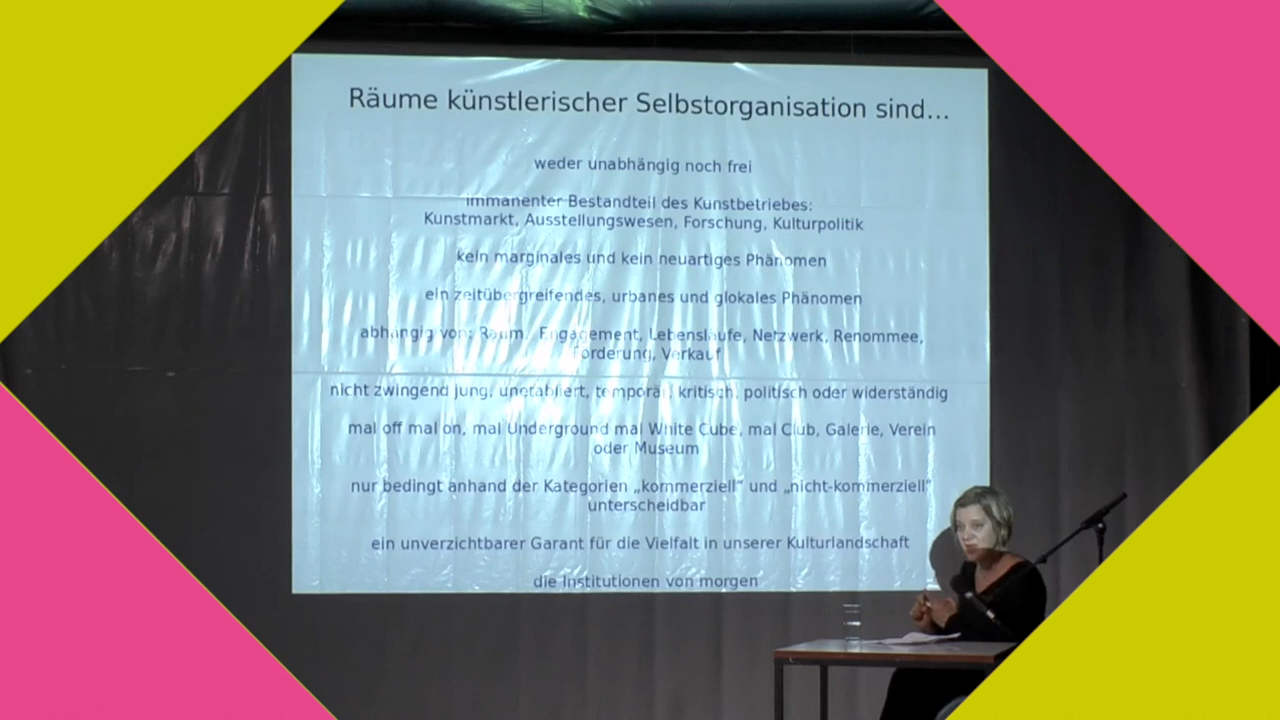 Räume künstlerischer Selbstorganisation sind...
weder unabhängig noch frei
immanenter Bestandteil des Kunstbetriebes:
Kunstmarkt, Ausstellungswesen, Forschung, Kulturpolitik
kein marginales und kein neuartiges Phänomen
ein zeitübergreifendes, urbanes und glokales Phänomen
abhängig von: Raum, Engagement, Lebensläufe, Netzwerk, Renommee,
Förderung, Verkauf
nicht zwingend jung, unetabliert, temporär, kritisch, politisch oder widerständig
mal off mal on, mal Underground mal White Cube, mal Club, Galerie, Verein
oder Museum
nur bedingt anhand der Kategorien „kommerziell“ und „nicht-kommerziell“
unterscheidbar
ein unverzichtbarer Garant für die Vielfalt in unserer Kulturlandschaft
die Institutionen von morgen